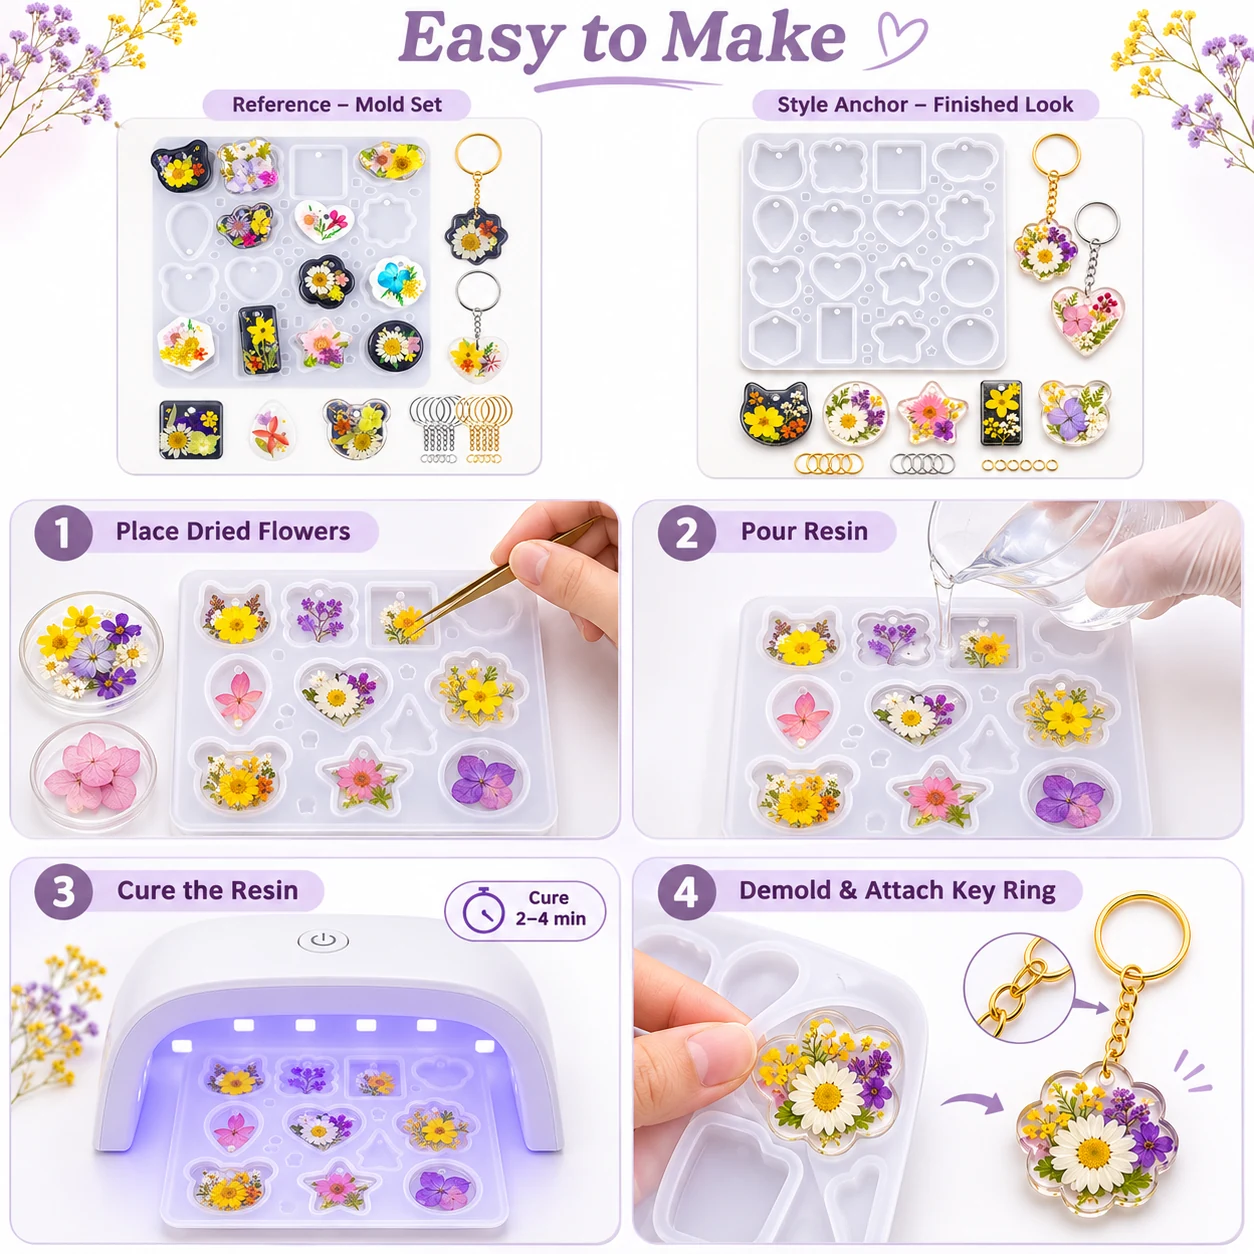 Easy to Make
Reference – Mold Set
Style Anchor – Finished Look
1 Place Dried Flowers
2 Pour Resin
3 Cure the Resin
Cure
2–4 min
4 Demold & Attach Key Ring